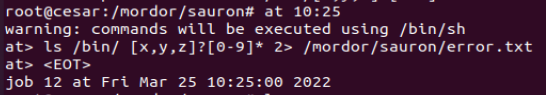 root@cesar:/mordor/sauron# at 10:25
warning: commands will be executed using /bin/sh
at> ls /bin/ [x,y,z]?[0-9]* 2> /mordor/sauron/error.txt
at> <EOT>
job 12 at Fri Mar 25 10:25:00 2022